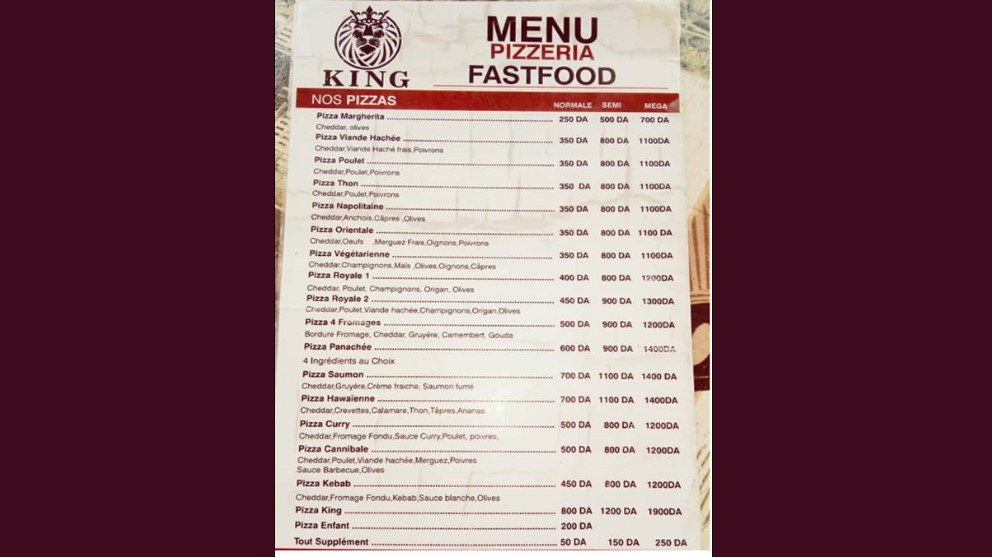 KING
MENU
PIZZERIA
FASTFOOD
NOS PIZZAS NORMALE SEMI MEGA
Pizza Margherita 250 DA 500 DA 700 DA
Cheddar, olives
Pizza Viande Hachée 350 DA 800 DA 1100DA
Cheddar,Viande Haché frais,Poivrons
Pizza Poulet 350 DA 800 DA 1100DA
Cheddar,Poulet,Poivrons
Pizza Thon 350 DA 800 DA 1100DA
Cheddar,Poulet,Poivrons
Pizza Napolitaine 350 DA 800 DA 1100DA
Cheddar,Anchois,Câpres ,Olives
Pizza Orientale 350 DA 800 DA 1100 DA
Cheddar,Oeufs ,Merguez Frais,Oignons,Poivrons
Pizza Végétarienne 350 DA 800 DA 1100DA
Cheddar,Champignons,Maïs ,Olives,Oignons,Câpres
Pizza Royale 1 400 DA 800 DA 1200DA
Cheddar, Poulet, Champignons, Origan, Olives
Pizza Royale 2 450 DA 900 DA 1300DA
Cheddar,Poulet,Viande hachée,Champignons,Origan,Olives
Pizza 4 Fromages 500 DA 900 DA 1200DA
Bordure Fromage, Cheddar, Gruyére, Camembert, Gouda
Pizza Panachée 600 DA 900 DA 1400DA
4 Ingrédients au Choix
Pizza Saumon 700 DA 1100 DA 1400 DA
Cheddar,Gruyére,Crème fraiche, Saumon fumé
Pizza Hawaïenne 700 DA 1100 DA 1400DA
Cheddar,Crevettes,Calamare,Thon,Tâpres,Ananas
Pizza Curry 500 DA 800 DA 1200DA
Cheddar,Fromage Fondu,Sauce Curry,Poulet, poivres,
Pizza Cannibale 500 DA 800 DA 1200DA
Cheddar,Poulet,Viande hachée,Merguez,Poivres
Sauce Barbecue,Olives
Pizza Kebab 450 DA 800 DA 1200DA
Cheddar,Fromage Fondu,Kebab,Sauce blanche,Olives
Pizza King 800 DA 1200 DA 1900DA
Pizza Enfant 200 DA
Tout Supplément 50 DA 150 DA 250 DA